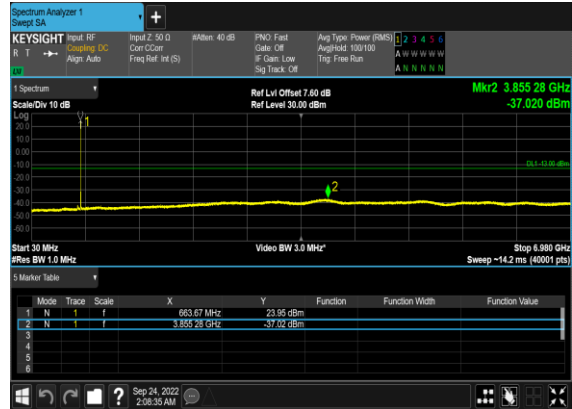 Spectrum Analyzer 1
Swept SA
+
KEYSIGHT Input: RF Input Z: 50 Ω #Atten: 40 dB PNO: Fast Avg Type: Power (RMS) 1 2 3 4 5 6
R T Coupling: DC Corr CCorr Gate: Off Avg|Hold: 100/100 A W W W W W
Align: Auto Freq Ref: Int (S) IF Gain: Low Trig: Free Run
Sig Track: Off A N N N N N
1 Spectrum
Scale/Div 10 dB Ref Lvl Offset 7.60 dB Mkr2 3.855 28 GHz
Ref Level 30.00 dBm -37.020 dBm
Log
20.0 1
10.0
0.00
-10.0 DL1 -13.00 dBm
-20.0
-30.0 2
-40.0
-50.0
-60.0
Start 30 MHz Video BW 3.0 MHz* Stop 6.980 GHz
#Res BW 1.0 MHz Sweep ~14.2 ms (40001 pts)
5 Marker Table
Mode Trace Scale X Y Function Function Width Function Value
1 N 1 f 663.67 MHz 23.95 dBm
2 N 1 f 3.855 28 GHz -37.02 dBm
3
4
5
6
? Sep 24, 2022
2:08:35 AM